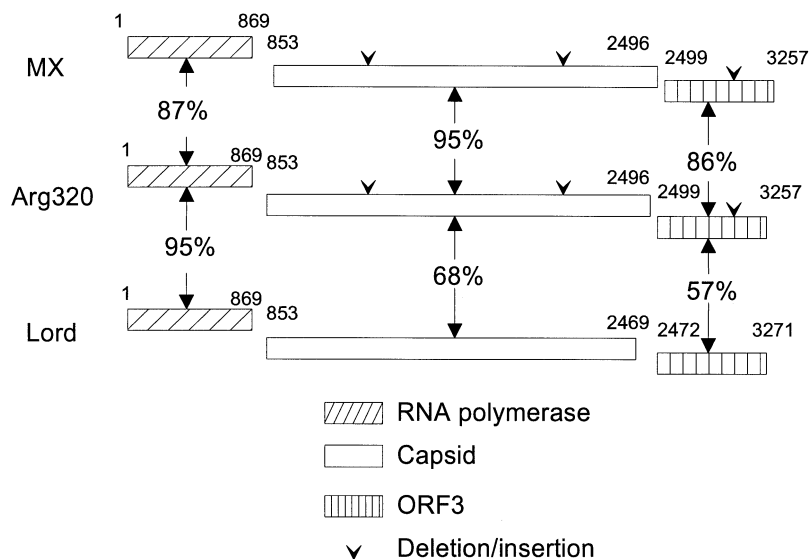 1 869 853 2496 2499 3257
MX
87% 95% 86%
1 869 853 2496 2499 3257
Arg320
95% 68% 57%
1 869 853 2469 2472 3271
Lord
RNA polymerase
Capsid
ORF3
Deletion/insertion